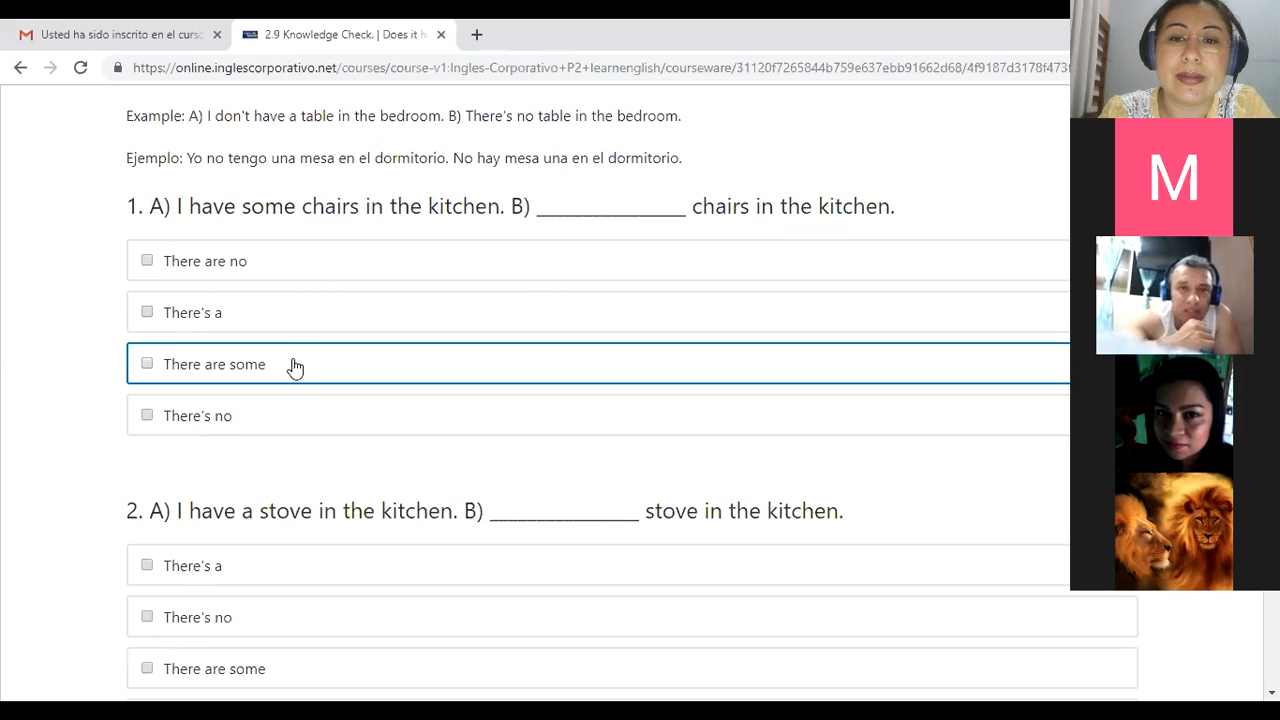 Usted ha sido inscrito en el curso
2.9 Knowledge Check. | Does it h
https://online.inglescorporativo.net/courses/course-v1:Ingles-Corporativo+P2+learnenglish/courseware/31120f7265844b759e637ebb91662d68/4f9187d3178f473f
Example: A) I don't have a table in the bedroom. B) There's no table in the bedroom.
Ejemplo: Yo no tengo una mesa en el dormitorio. No hay mesa una en el dormitorio.
1. A) I have some chairs in the kitchen. B) ________________ chairs in the kitchen.
There are no
There's a
There are some
There's no
2. A) I have a stove in the kitchen. B) ________________ stove in the kitchen.
There's a
There's no
There are some
M